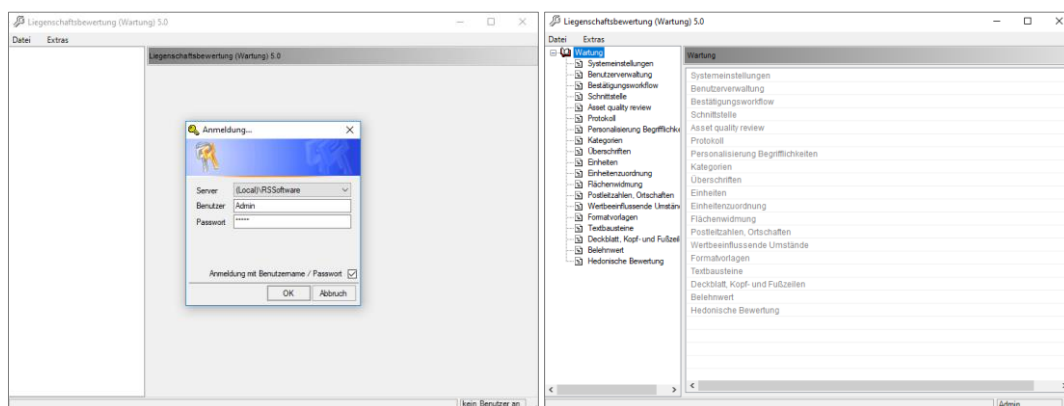 Liegenschaftsbewertung (Wartung) 5.0
Datei Extras
Liegenschaftsbewertung (Wartung) 5.0
Anmeldung...
Server (Local)\RSSoftware
Benutzer Admin
Passwort *****
Anmeldung mit Benutzername / Passwort
OK Abbruch
kein Benutzer an
Liegenschaftsbewertung (Wartung) 5.0
Datei Extras
Wartung
Systemeinstellungen
Benutzerverwaltung
Bestätigungsworkflow
Schnittstelle
Asset quality review
Protokoll
Personalisierung Begrifflichke
Kategorien
Überschriften
Einheiten
Einheitenzuordnung
Flächenwidmung
Postleitzahlen, Ortschaften
Wertbeeinflussende Umstän
Formatvorlagen
Textbausteine
Deckblatt, Kopf- und Fußzeil
Belehnwert
Hedonische Bewertung
Wartung
Systemeinstellungen
Benutzerverwaltung
Bestätigungsworkflow
Schnittstelle
Asset quality review
Protokoll
Personalisierung Begrifflichkeiten
Kategorien
Überschriften
Einheiten
Einheitenzuordnung
Flächenwidmung
Postleitzahlen, Ortschaften
Wertbeeinflussende Umstände
Formatvorlagen
Textbausteine
Deckblatt, Kopf- und Fußzeilen
Belehnwert
Hedonische Bewertung
Admin